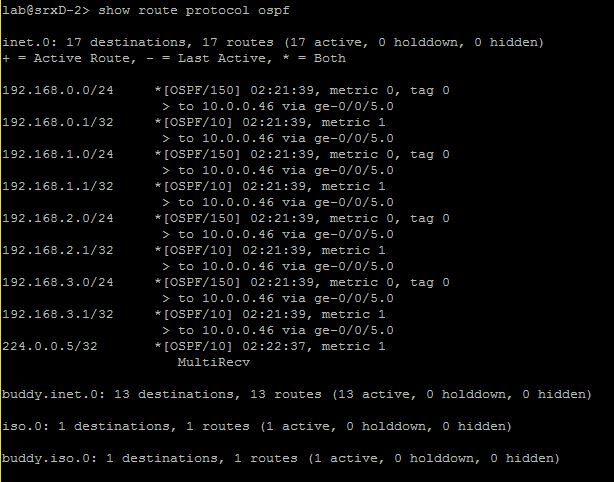 lab@srxD-2> show route protocol ospf
inet.0: 17 destinations, 17 routes (17 active, 0 holddown, 0 hidden)
+ = Active Route, - = Last Active, * = Both
192.168.0.0/24 *[OSPF/150] 02:21:39, metric 0, tag 0
> to 10.0.0.46 via ge-0/0/5.0
192.168.0.1/32 *[OSPF/10] 02:21:39, metric 1
> to 10.0.0.46 via ge-0/0/5.0
192.168.1.0/24 *[OSPF/150] 02:21:39, metric 0, tag 0
> to 10.0.0.46 via ge-0/0/5.0
192.168.1.1/32 *[OSPF/10] 02:21:39, metric 1
> to 10.0.0.46 via ge-0/0/5.0
192.168.2.0/24 *[OSPF/150] 02:21:39, metric 0, tag 0
> to 10.0.0.46 via ge-0/0/5.0
192.168.2.1/32 *[OSPF/10] 02:21:39, metric 1
> to 10.0.0.46 via ge-0/0/5.0
192.168.3.0/24 *[OSPF/150] 02:21:39, metric 0, tag 0
> to 10.0.0.46 via ge-0/0/5.0
192.168.3.1/32 *[OSPF/10] 02:21:39, metric 1
> to 10.0.0.46 via ge-0/0/5.0
224.0.0.5/32 *[OSPF/10] 02:22:37, metric 1
MultiRecv
buddy.inet.0: 13 destinations, 13 routes (13 active, 0 holddown, 0 hidden)
iso.0: 1 destinations, 1 routes (1 active, 0 holddown, 0 hidden)
buddy.iso.0: 1 destinations, 1 routes (1 active, 0 holddown, 0 hidden)